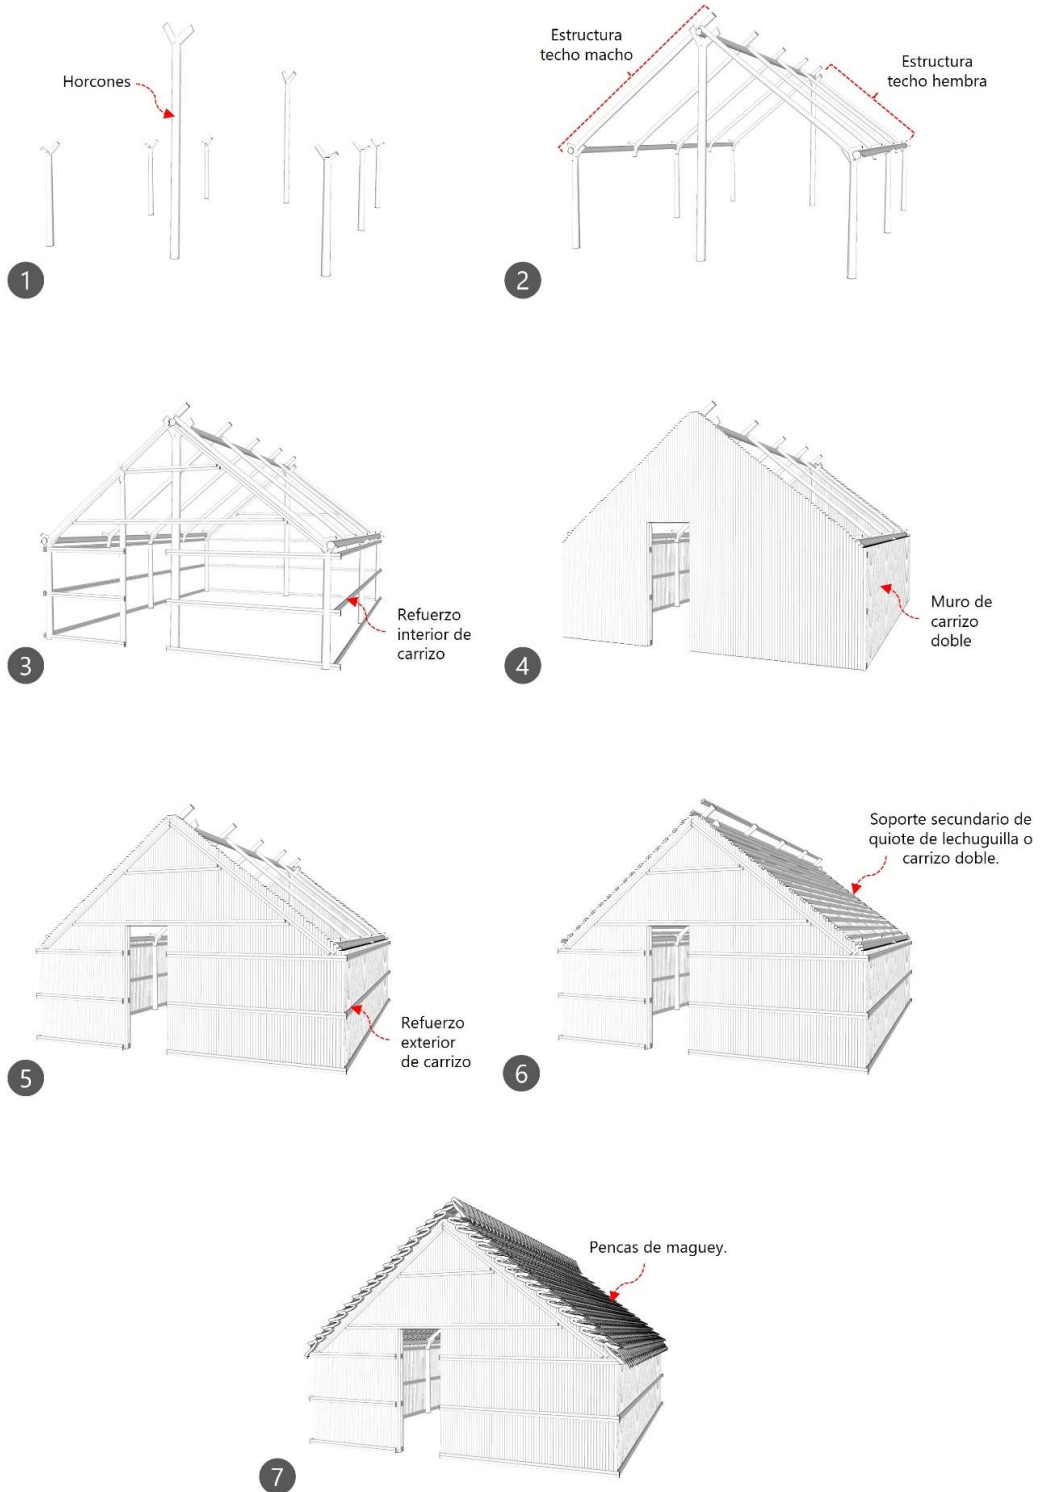 Horcones
1
Estructura
techo macho
Estructura
techo hembra
2
Refuerzo
interior de
carrizo
3
Muro de
carrizo
doble
4
Refuerzo
exterior
de carrizo
5
Soporte secundario de
quiote de lechuguilla o
carrizo doble.
6
Pencas de maguey.
7